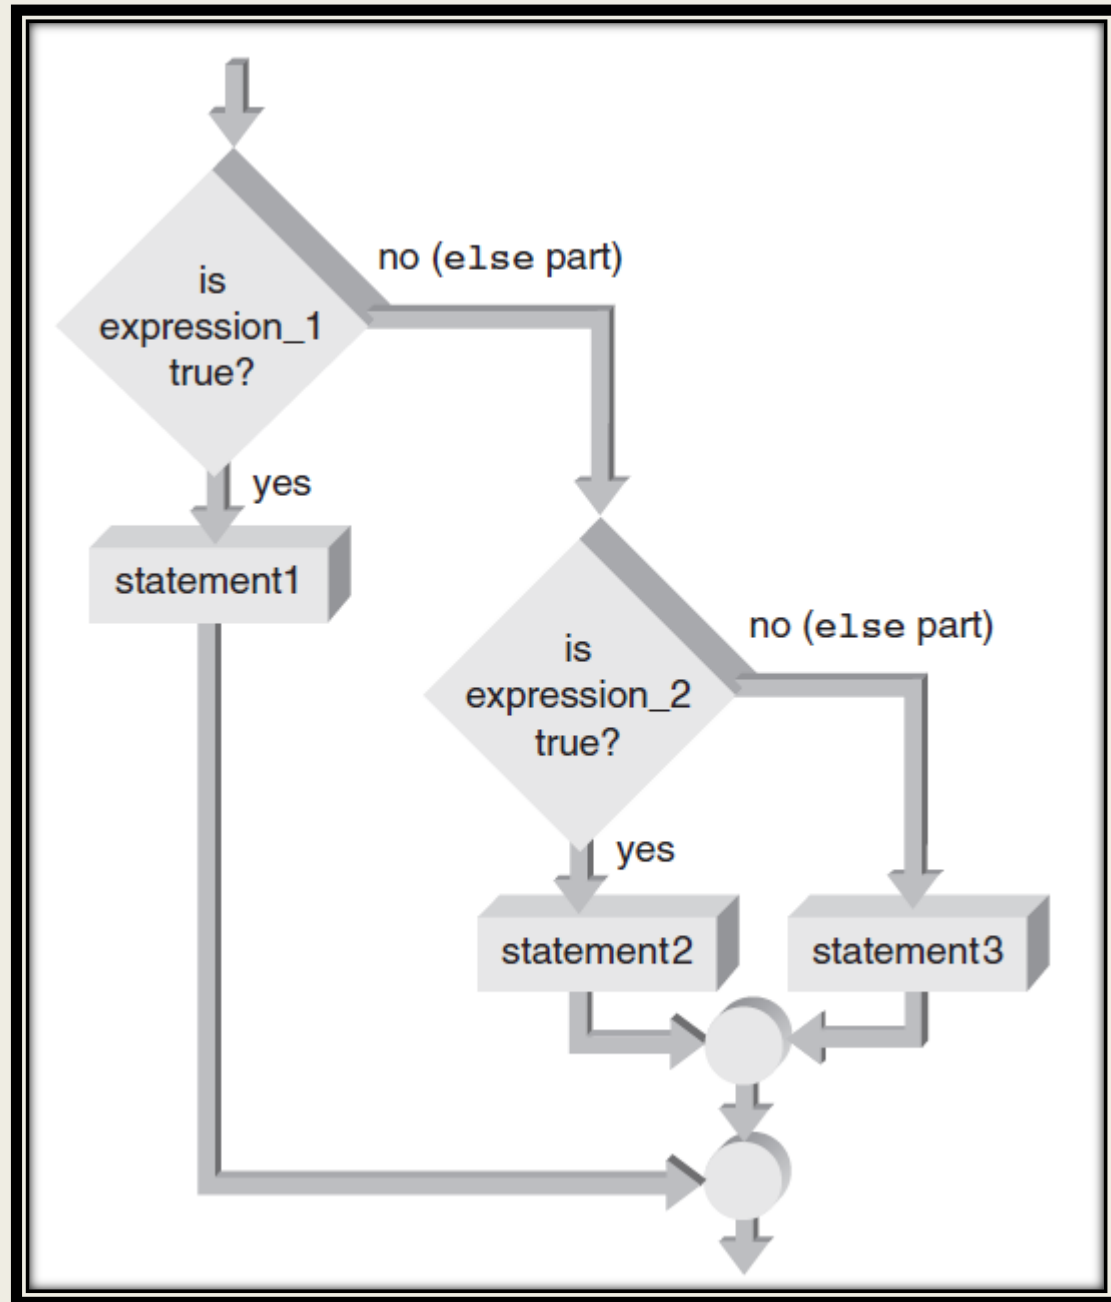 no (else part)
is
expression_1
true?
yes
statement1
no (else part)
is
expression_2
true?
yes
statement2
statement3